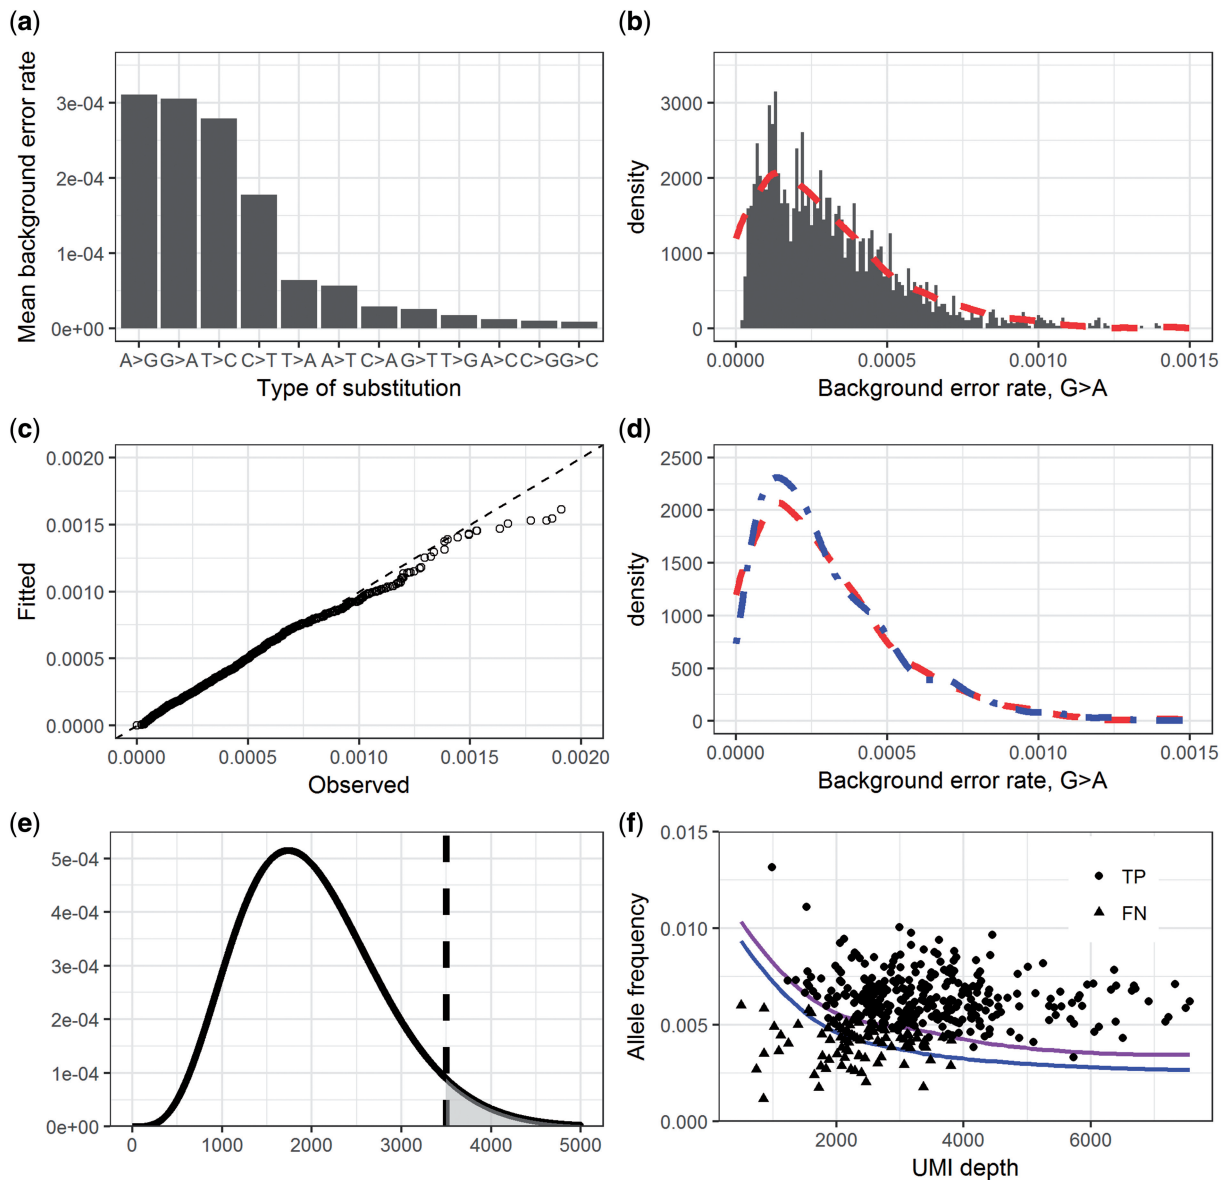 (a)
Mean background error rate
3e-04
2e-04
1e-04
0e+00
A>G G>A T>C C>T T>A A>T C>A G>T T>G A>C C>G G>C
Type of substitution
(b)
density
3000
2000
1000
0
0.0000 0.0005 0.0010 0.0015
Background error rate, G>A
(c)
Fitted
0.0020
0.0015
0.0010
0.0005
0.0000
0.0000 0.0005 0.0010 0.0015 0.0020
Observed
(d)
density
2500
2000
1500
1000
500
0
0.0000 0.0005 0.0010 0.0015
Background error rate, G>A
(e)
5e-04
4e-04
3e-04
2e-04
1e-04
0e+00
0 1000 2000 3000 4000 5000
(f)
Allele frequency
0.015
0.010
0.005
0.000
TP
FN
2000 4000 6000
UMI depth